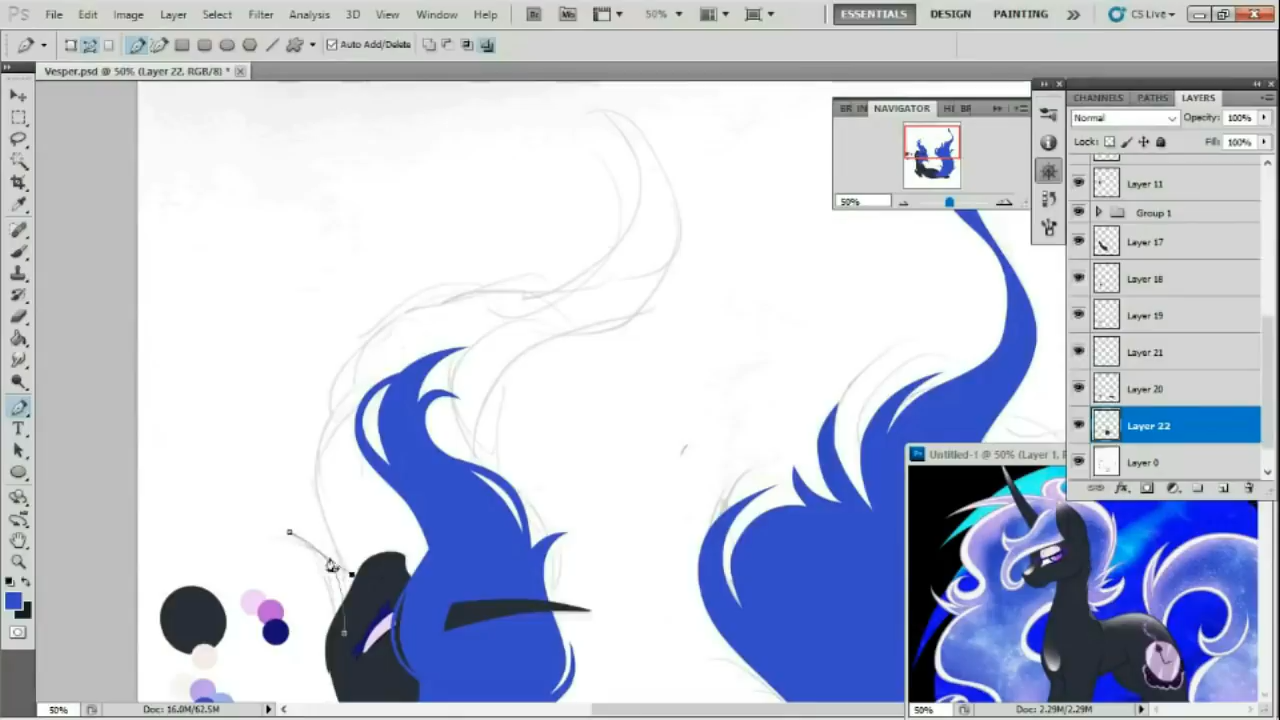 Ps File Edit Image Layer Select Filter Analysis 3D View Window Help Br Mb 50% ESSENTIALS DESIGN PAINTING CS Live
Auto Add/Delete
Vesper.psd @ 50% (Layer 22, RGB/8) *
NAVIGATOR
50%
CHANNELS PATHS LAYERS
Normal Opacity: 100%
Lock: Fill: 100%
Layer 11
Group 1
Layer 17
Layer 18
Layer 19
Layer 21
Layer 20
Layer 22
Layer 0
Untitled-1 @ 50% (Layer 1,
50% Doc: 16.0M/62.5M
50% Doc: 2.29M/2.29M